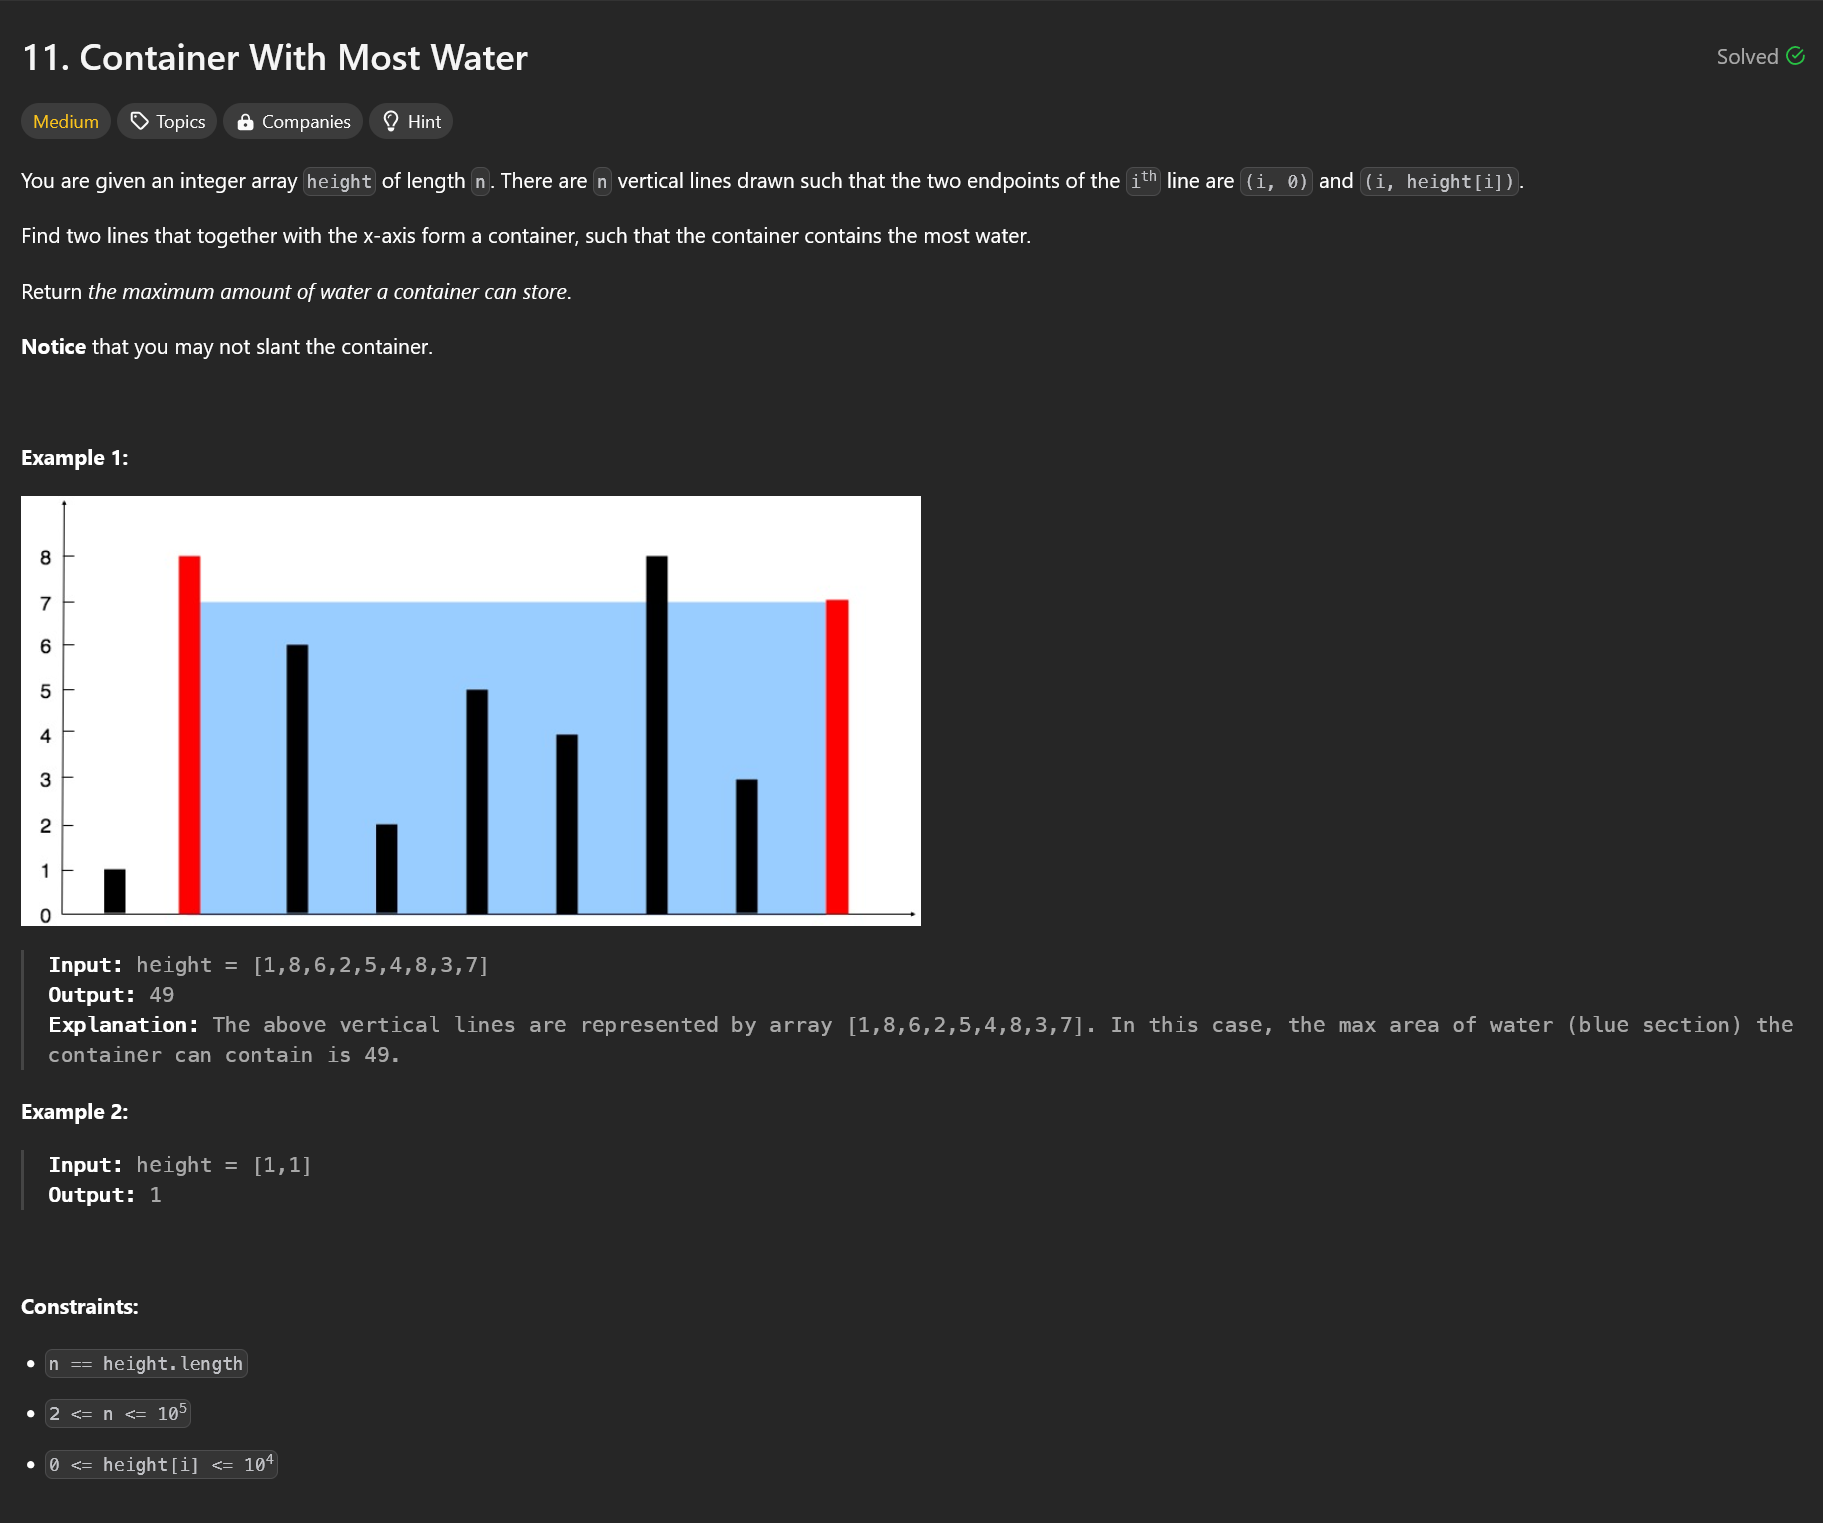 11. Container With Most Water
Solved
Medium
Topics
Companies
Hint
You are given an integer array height of length n. There are n vertical lines drawn such that the two endpoints of the ith line are (i, 0) and (i, height[i]).
Find two lines that together with the x-axis form a container, such that the container contains the most water.
Return the maximum amount of water a container can store.
Notice that you may not slant the container.
Example 1:
8
7
6
5
4
3
2
1
0
Input: height = [1,8,6,2,5,4,8,3,7]
Output: 49
Explanation: The above vertical lines are represented by array [1,8,6,2,5,4,8,3,7]. In this case, the max area of water (blue section) the
container can contain is 49.
Example 2:
Input: height = [1,1]
Output: 1
Constraints:
• n == height.length
• 2 <= n <= 10⁵
• 0 <= height[i] <= 10⁴